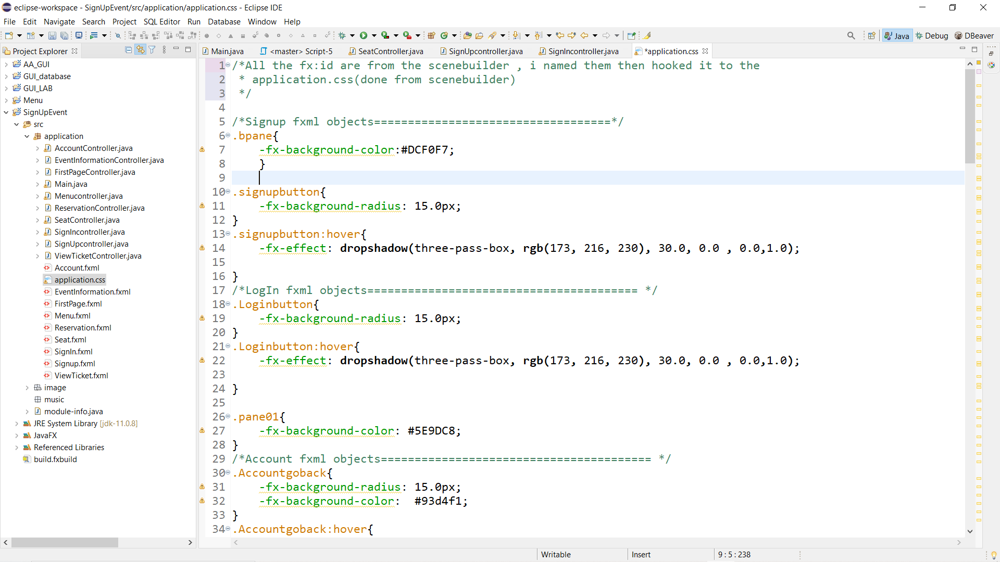 eclipse-workspace - SignUpEvent/src/application/application.css - Eclipse IDE
File Edit Navigate Search Project SQL Editor Run Database Window Help
Java Debug DBeaver
Project Explorer
Main.java <master> Script-5 SeatController.java SignUpcontroller.java SignIncontroller.java *application.css
AA_GUI
GUI_database
GUI_LAB
Menu
SignUpEvent
src
application
AccountController.java
EventInformationController.java
FirstPageController.java
Main.java
Menucontroller.java
ReservationController.java
SeatController.java
SignIncontroller.java
SignUpcontroller.java
ViewTicketController.java
Account.fxml
application.css
EventInformation.fxml
FirstPage.fxml
Menu.fxml
Reservation.fxml
Seat.fxml
SignIn.fxml
Signup.fxml
ViewTicket.fxml
image
music
module-info.java
JRE System Library [jdk-11.0.8]
JavaFX
Referenced Libraries
build.fxbuild
1 /*All the fx:id are from the scenebuilder , i named them then hooked it to the
2 * application.css(done from scenebuilder)
3 */
4
5 /*Signup fxml objects===================================*/
6 .bpane{
7 -fx-background-color:#DCF0F7;
8 }
9
10 .signupbutton{
11 -fx-background-radius: 15.0px;
12 }
13 .signupbutton:hover{
14 -fx-effect: dropshadow(three-pass-box, rgb(173, 216, 230), 30.0, 0.0 , 0.0,1.0);
15
16 }
17 /*LogIn fxml objects======================================== */
18 .Loginbutton{
19 -fx-background-radius: 15.0px;
20 }
21 .Loginbutton:hover{
22 -fx-effect: dropshadow(three-pass-box, rgb(173, 216, 230), 30.0, 0.0 , 0.0,1.0);
23
24 }
25
26 .pane01{
27 -fx-background-color: #5E9DC8;
28 }
29 /*Account fxml objects======================================== */
30 .Accountgoback{
31 -fx-background-radius: 15.0px;
32 -fx-background-color: #93d4f1;
33 }
34 .Accountgoback:hover{
Writable Insert 9 : 5 : 238